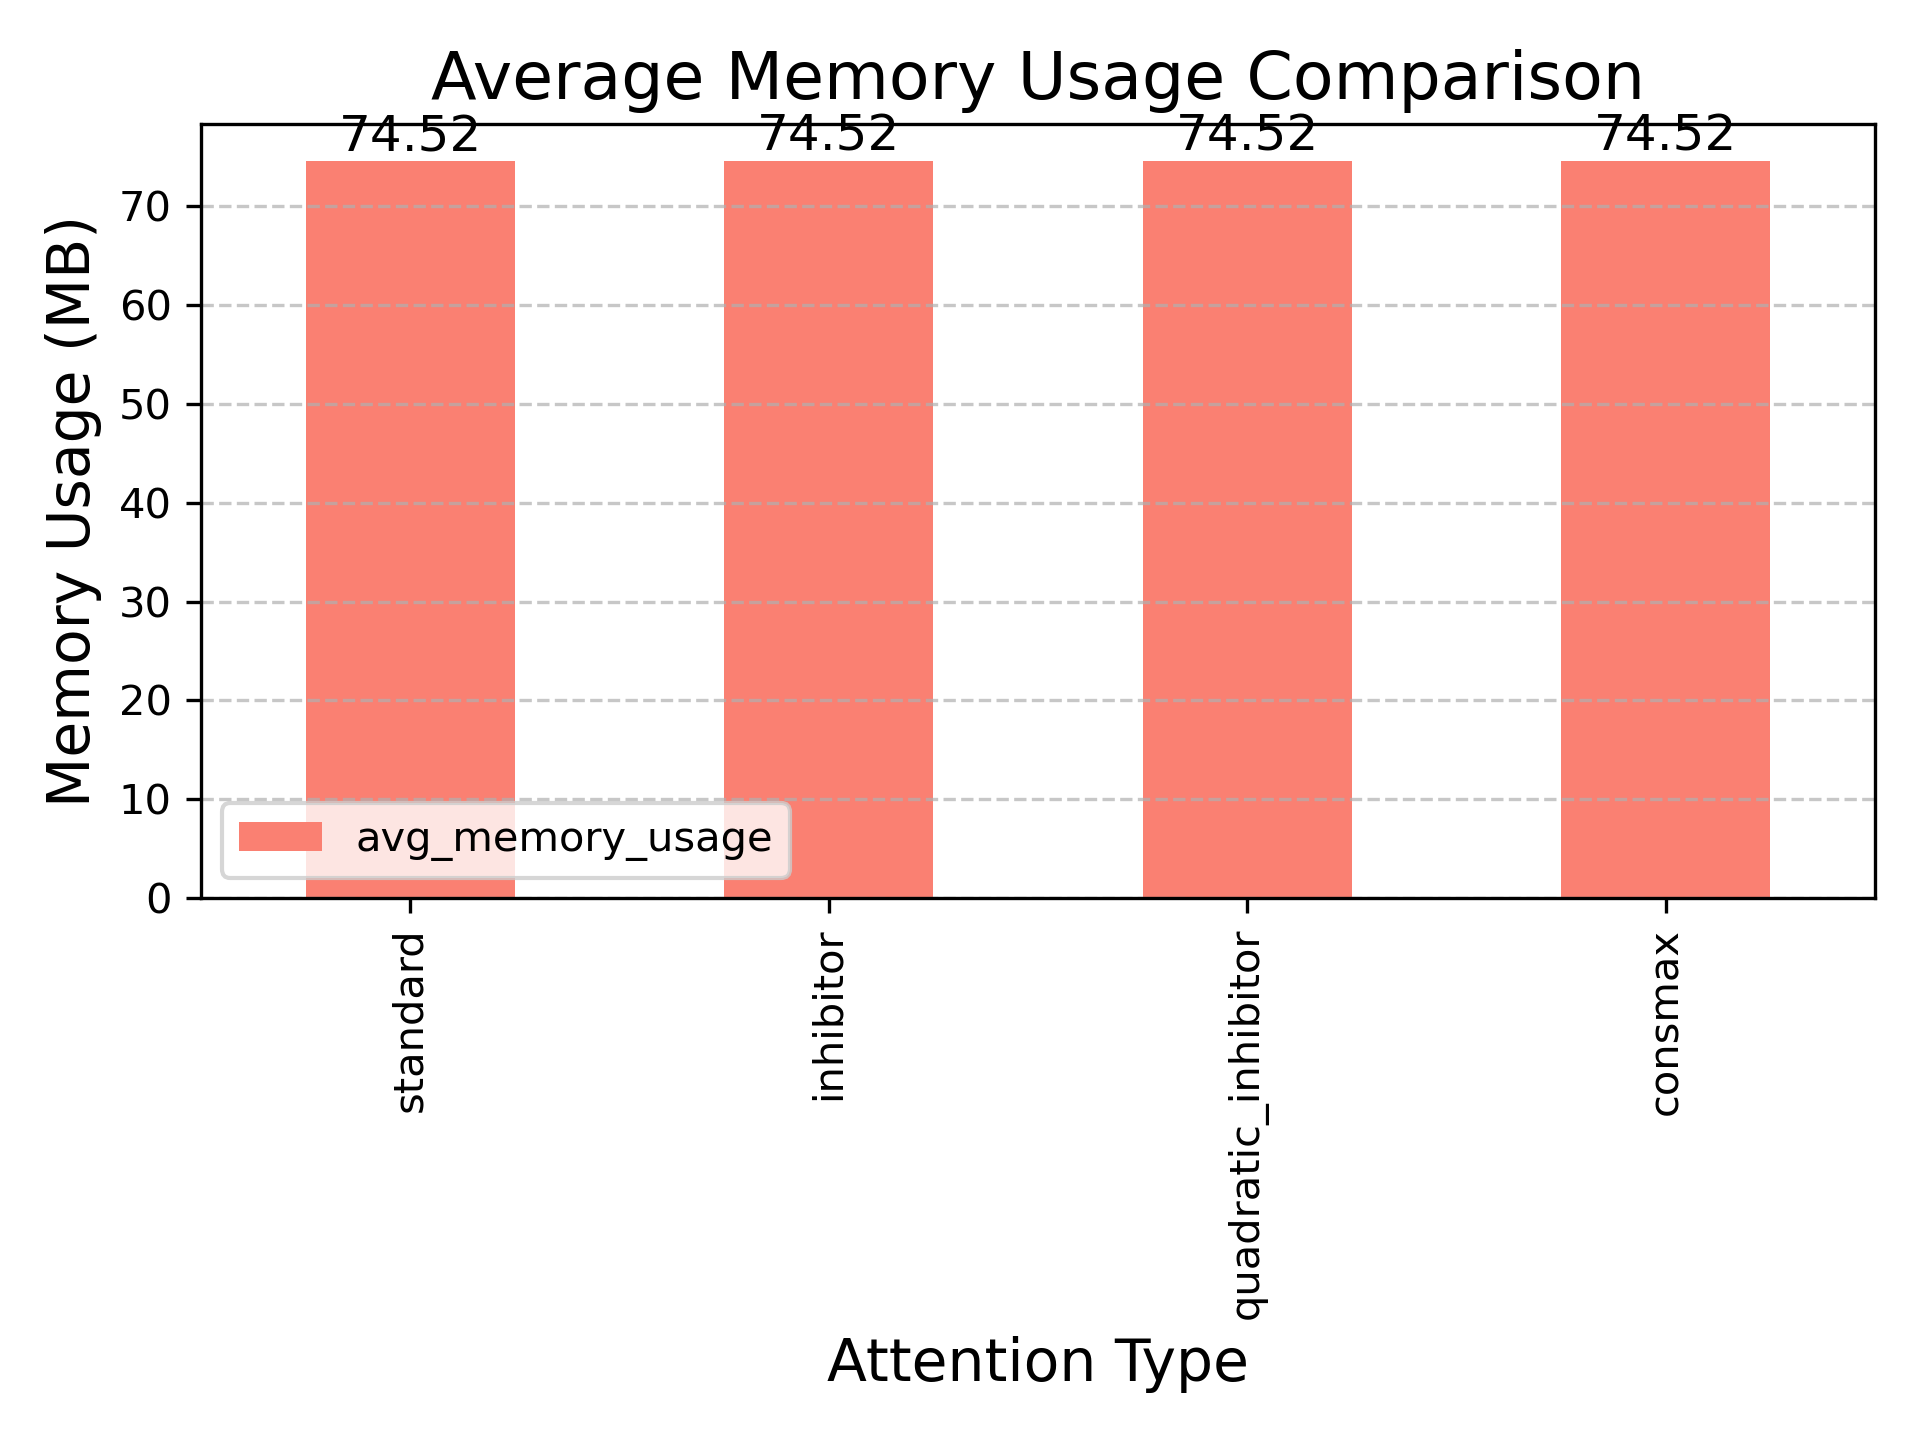 Average Memory Usage Comparison
74.52 74.52 74.52 74.52
Memory Usage (MB)
70
60
50
40
30
20
10
0
avg_memory_usage
standard
inhibitor
quadratic_inhibitor
consmax
Attention Type